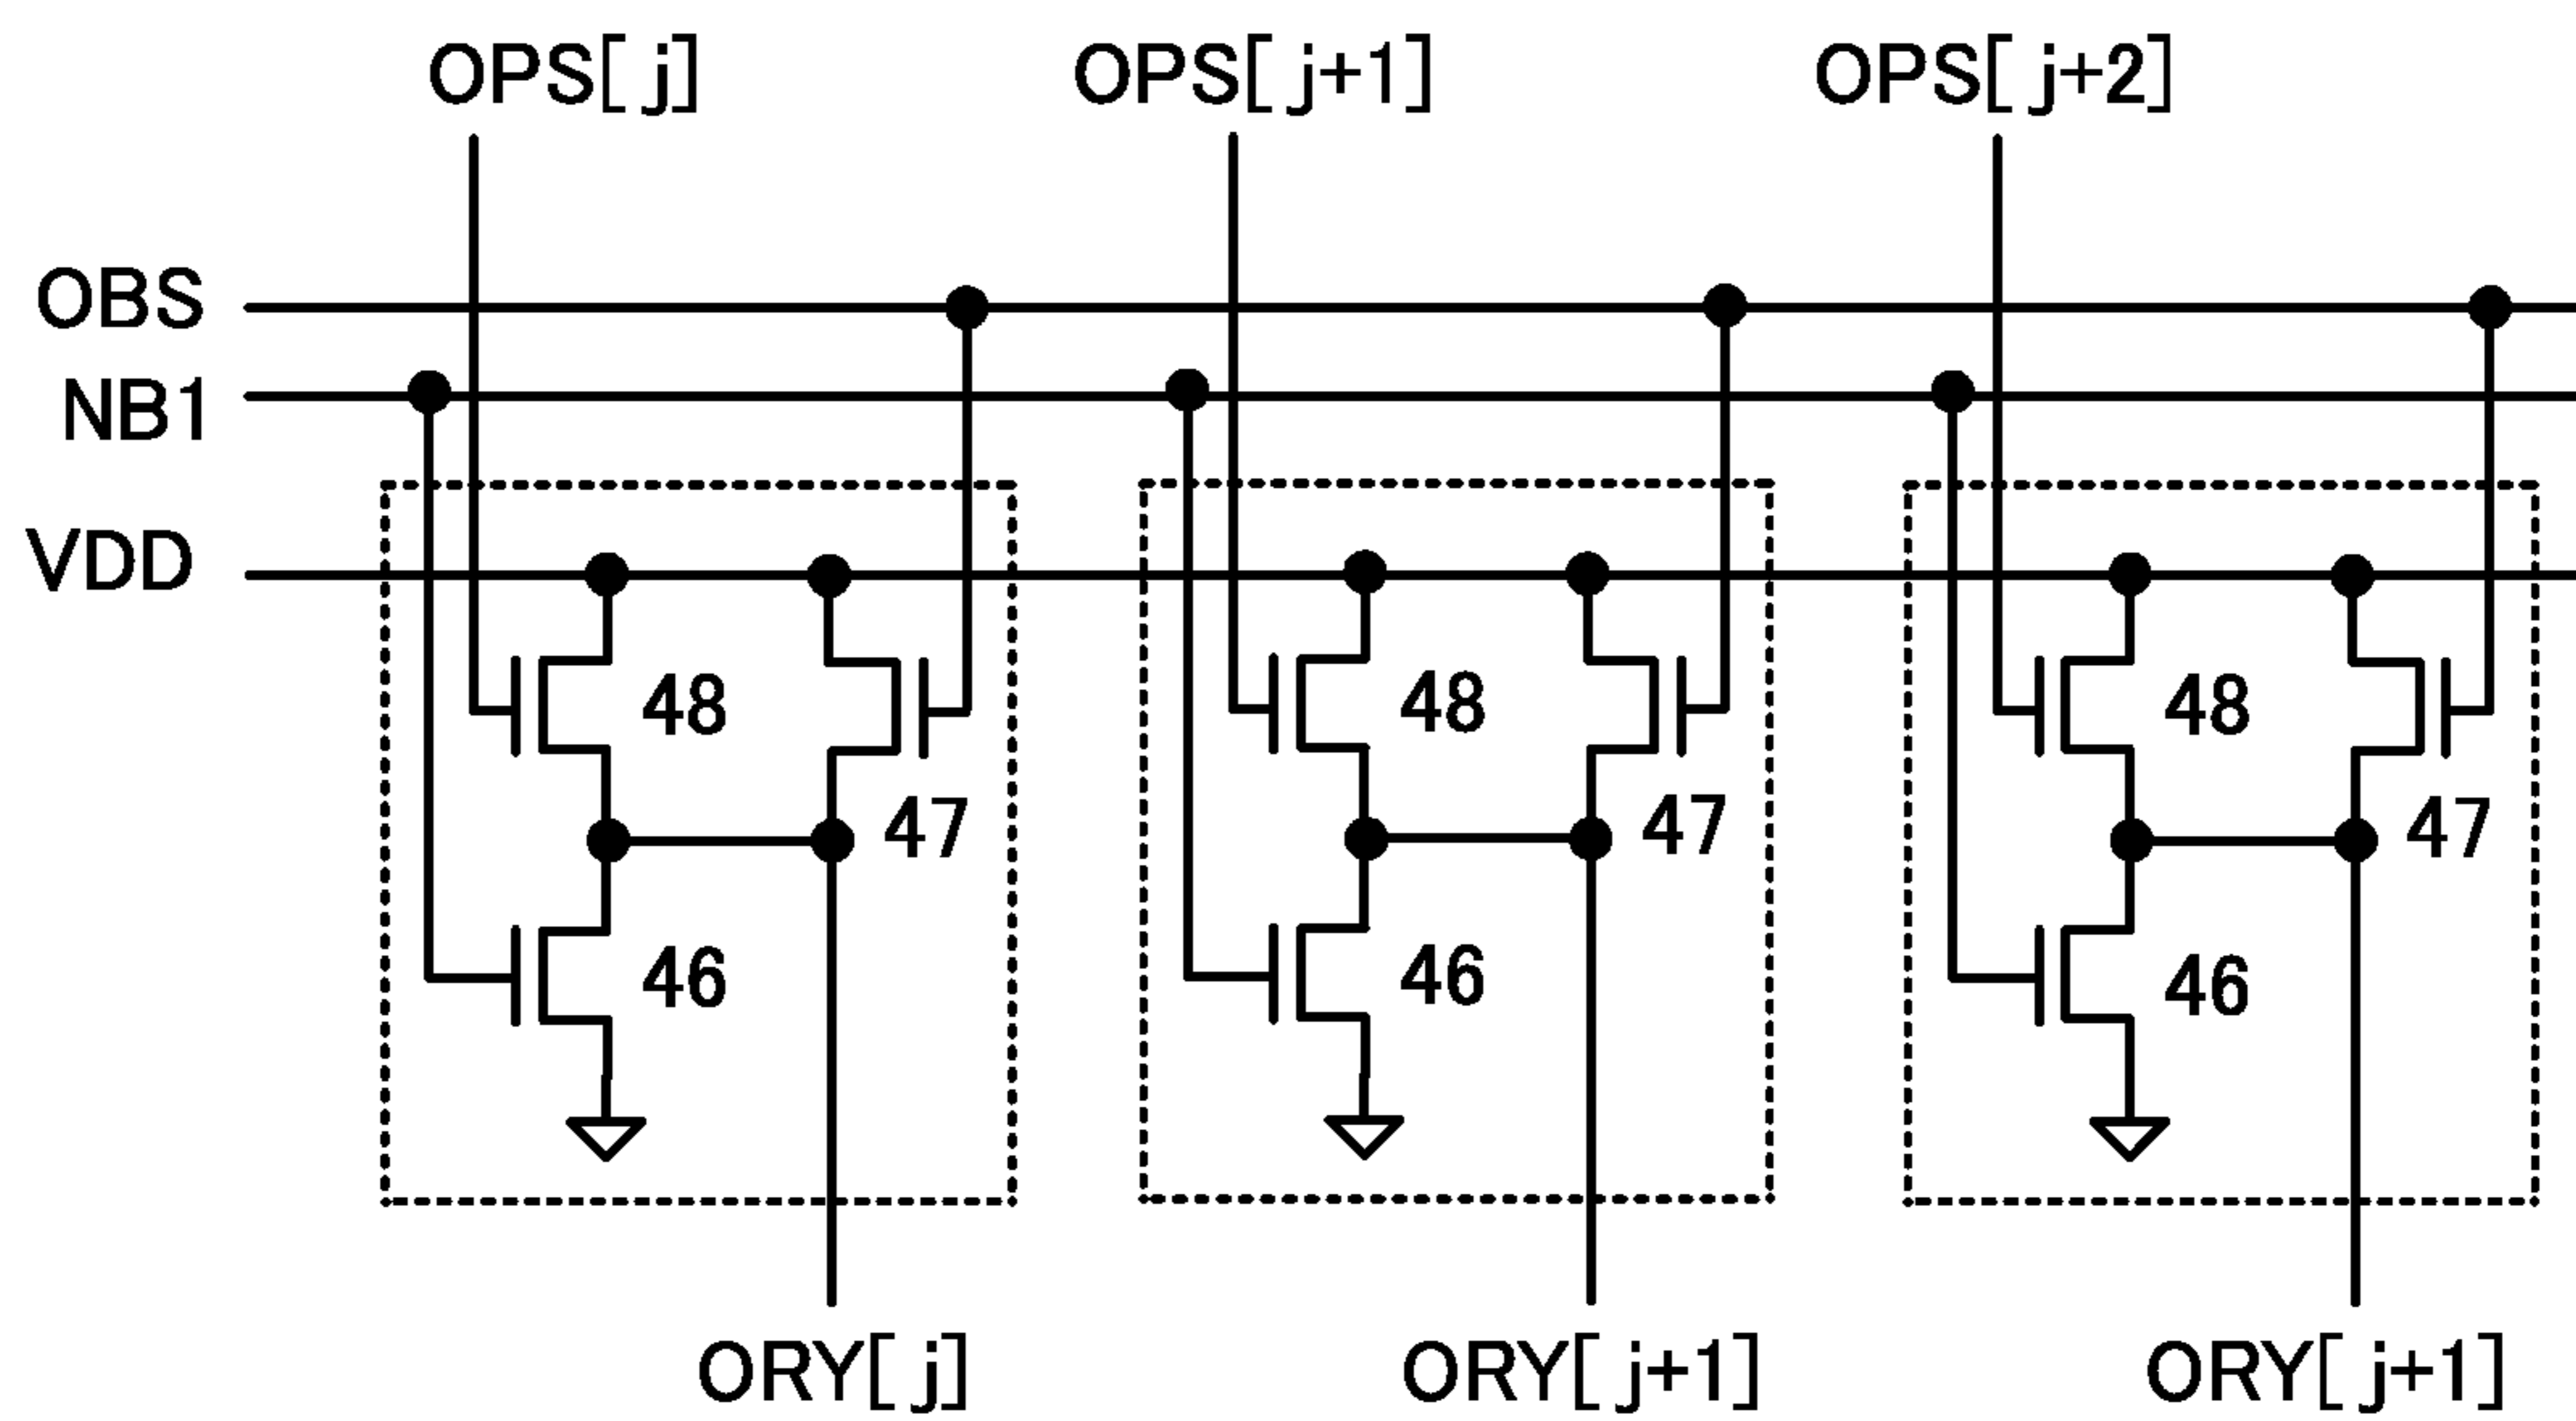 OPS[j] OPS[j+1] OPS[j+2]
OBS
NB1
VDD
48 48 48
47 47 47
46 46 46
ORY[j] ORY[j+1] ORY[j+1]